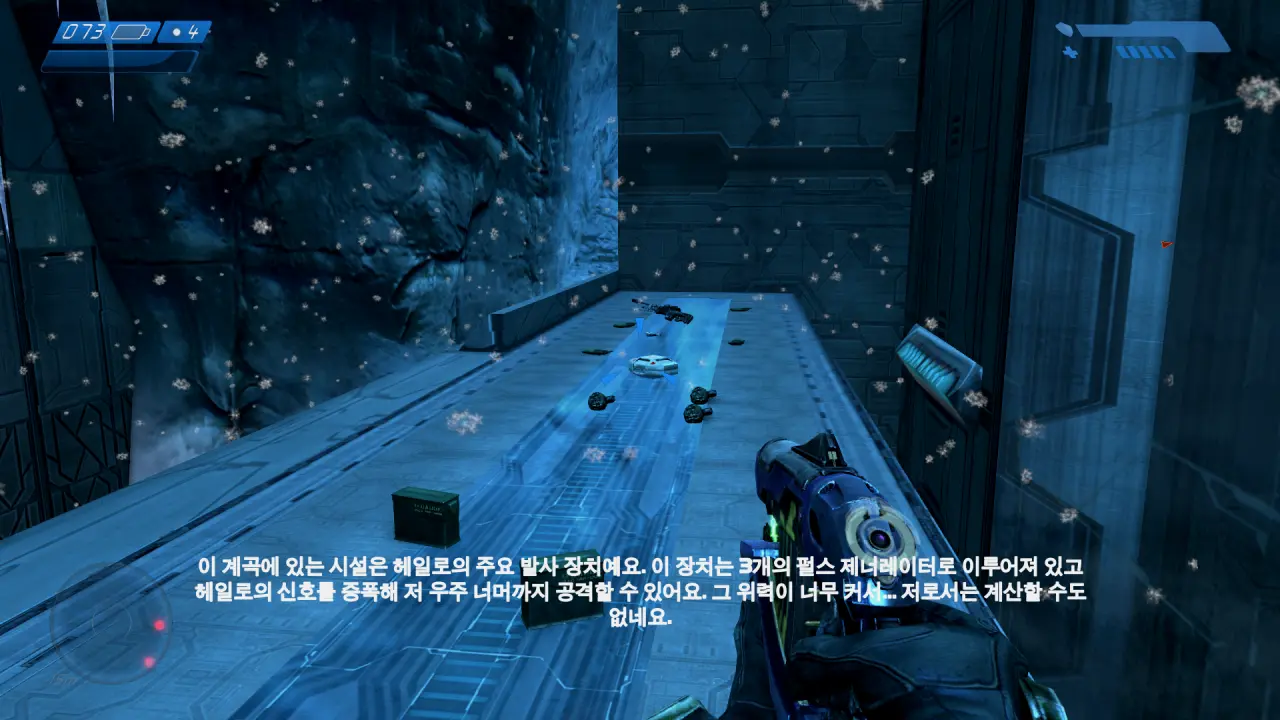 073 4
이 계곡에 있는 시설은 헤일로의 주요 발사 장치예요. 이 장치는 3개의 펄스 제너레이터로 이루어져 있고
헤일로의 신호를 증폭해 저 우주 너머까지 공격할 수 있어요. 그 위력이 너무 커서... 저로서는 계산할 수도
없네요.